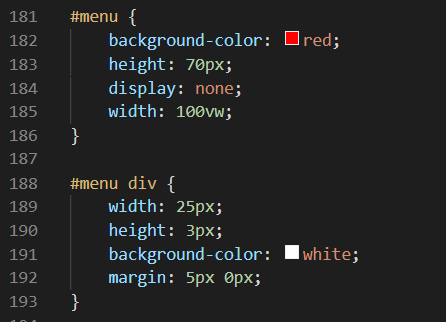 181 #menu {
182     background-color: red;
183     height: 70px;
184     display: none;
185     width: 100vw;
186 }
187
188 #menu div {
189     width: 25px;
190     height: 3px;
191     background-color: white;
192     margin: 5px 0px;
193 }